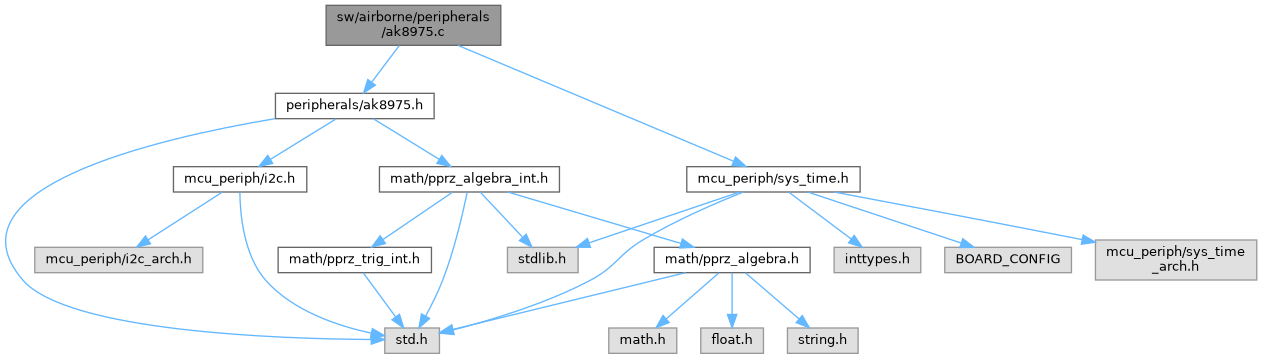 sw/airborne/peripherals
/ak8975.c
peripherals/ak8975.h
mcu_periph/i2c.h
math/pprz_algebra_int.h
mcu_periph/sys_time.h
mcu_periph/i2c_arch.h
math/pprz_trig_int.h
stdlib.h
math/pprz_algebra.h
inttypes.h
BOARD_CONFIG
mcu_periph/sys_time
_arch.h
std.h
math.h
float.h
string.h